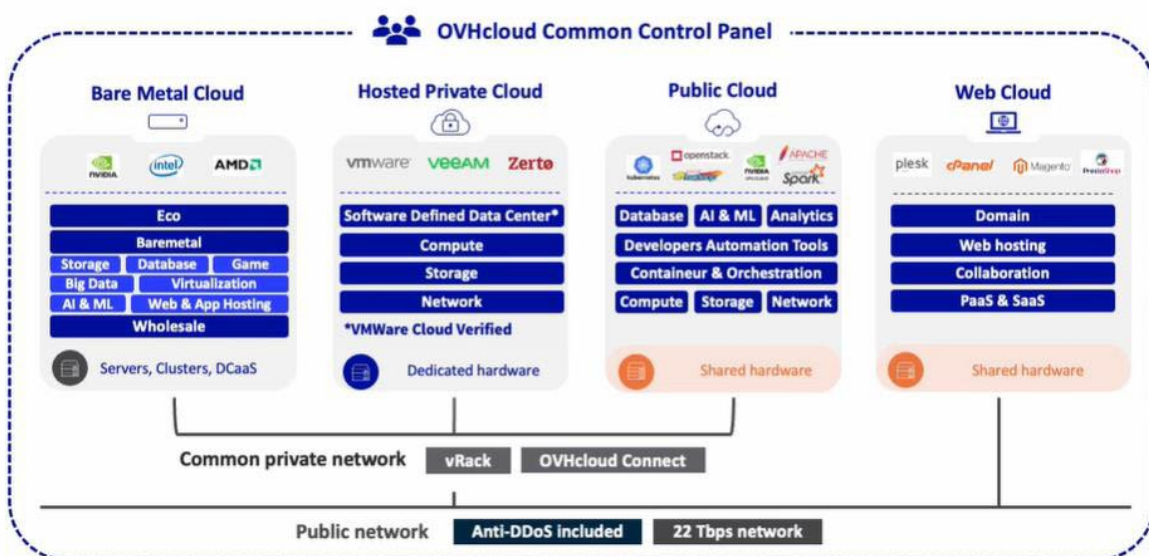 OVHcloud Common Control Panel
Bare Metal Cloud
NVIDIA
intel
AMD
Eco
Baremetal
Storage
Database
Game
Big Data
Virtualization
AI & ML
Web & App Hosting
Wholesale
Servers, Clusters, DCaaS
Hosted Private Cloud
vmware
veeAM
Zerto
Software Defined Data Center*
Compute
Storage
Network
*VMWare Cloud Verified
Dedicated hardware
Public Cloud
kubernetes
openstack.
hadoop
NVIDIA
APACHE
Spark
Database
AI & ML
Analytics
Developers Automation Tools
Containeur & Orchestration
Compute
Storage
Network
Shared hardware
Web Cloud
plesk
cPanel
Magento
PrestaShop
Domain
Web hosting
Collaboration
PaaS & SaaS
Shared hardware
Common private network
vRack
OVHcloud Connect
Public network
Anti-DDoS included
22 Tbps network